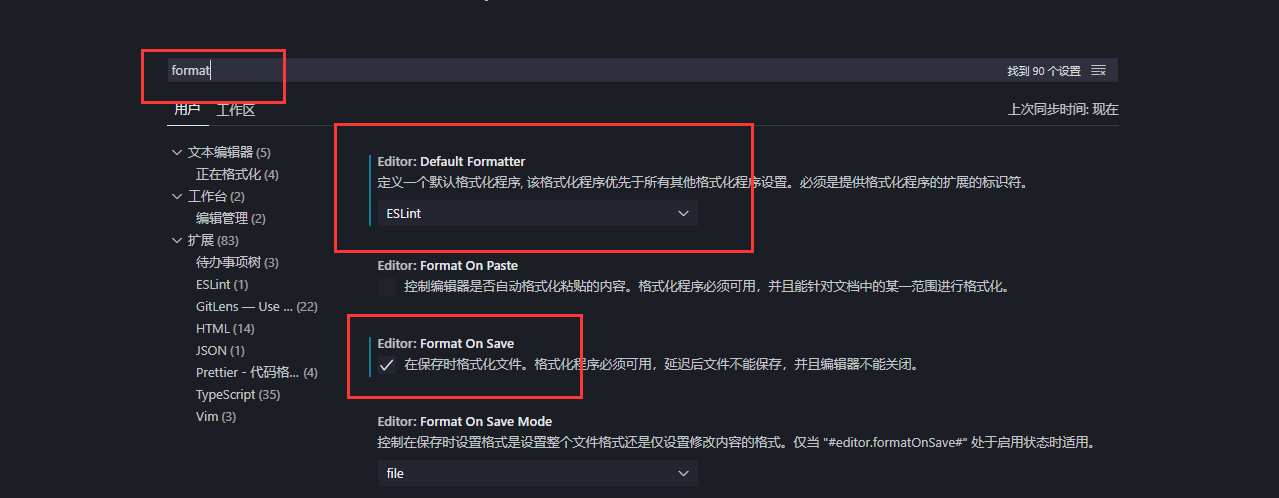 format
找到 90 个设置
用户 工作区
上次同步时间: 现在
文本编辑器 (5)
正在格式化 (4)
工作台 (2)
编辑管理 (2)
扩展 (83)
待办事项树 (3)
ESLint (1)
GitLens — Use ... (22)
HTML (14)
JSON (1)
Prettier - 代码格... (4)
TypeScript (35)
Vim (3)
Editor: Default Formatter
定义一个默认格式化程序, 该格式化程序优先于所有其他格式化程序设置。必须是提供格式化程序的扩展的标识符。
ESLint
Editor: Format On Paste
控制编辑器是否自动格式化粘贴的内容。格式化程序必须可用，并且能针对文档中的某一范围进行格式化。
Editor: Format On Save
在保存时格式化文件。格式化程序必须可用，延迟后文件不能保存，并且编辑器不能关闭。
Editor: Format On Save Mode
控制在保存时设置格式是设置整个文件格式还是仅设置修改内容的格式。仅当 "#editor.formatOnSave#" 处于启用状态时适用。
file